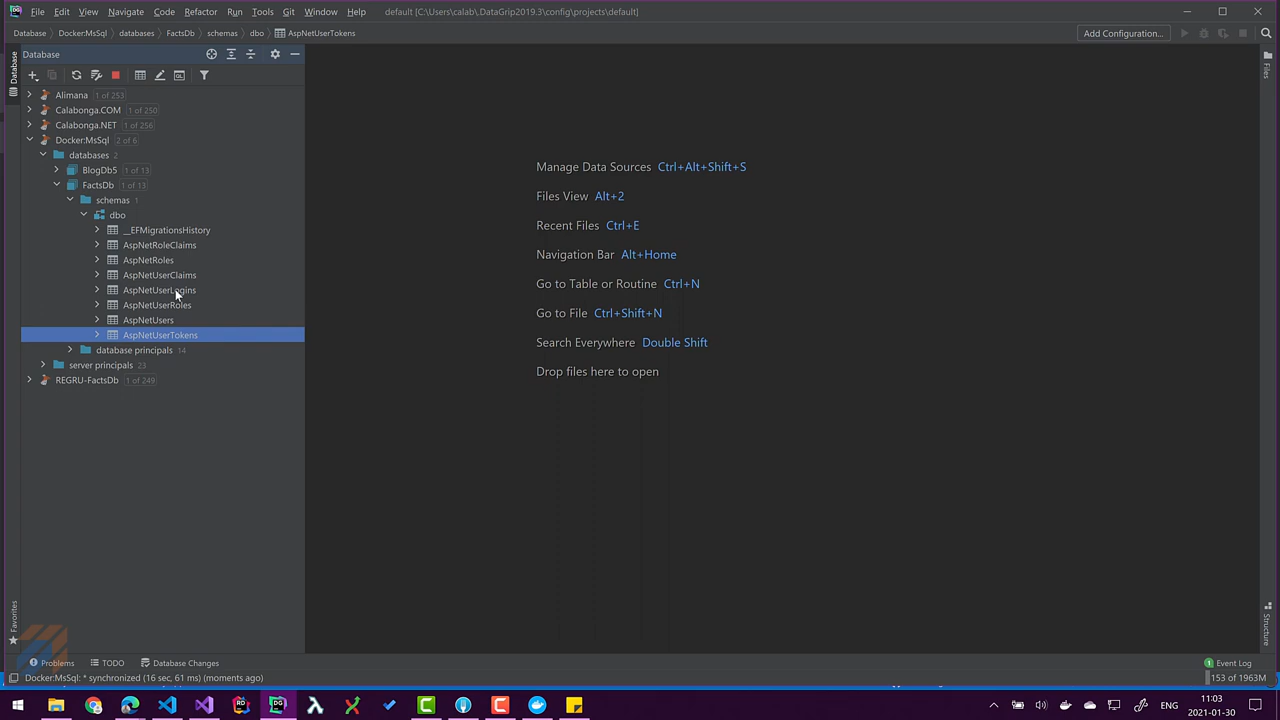 File Edit View Navigate Code Refactor Run Tools Git Window Help default [C:\Users\calab\.DataGrip2019.3\config\projects\default]
Database Docker:MsSql databases FactsDb schemas dbo AspNetUserTokens Add Configuration...
Database
Database
Files
Alimana 1 of 253
Calabonga.COM 1 of 250
Calabonga.NET 1 of 256
Docker:MsSql 2 of 6
databases 2
BlogDb5 1 of 13
FactsDb 1 of 13
schemas 1
dbo
__EFMigrationsHistory
AspNetRoleClaims
AspNetRoles
AspNetUserClaims
AspNetUserLogins
AspNetUserRoles
AspNetUsers
AspNetUserTokens
database principals 14
server principals 23
REGRU-FactsDb 1 of 249
Manage Data Sources Ctrl+Alt+Shift+S
Files View Alt+2
Recent Files Ctrl+E
Navigation Bar Alt+Home
Go to Table or Routine Ctrl+N
Go to File Ctrl+Shift+N
Search Everywhere Double Shift
Drop files here to open
Favorites
Structure
Problems TODO Database Changes 1 Event Log
Docker:MsSql: * synchronized (16 sec, 61 ms) (moments ago) 153 of 1963M
RD DG ENG 11:03
2021-01-30